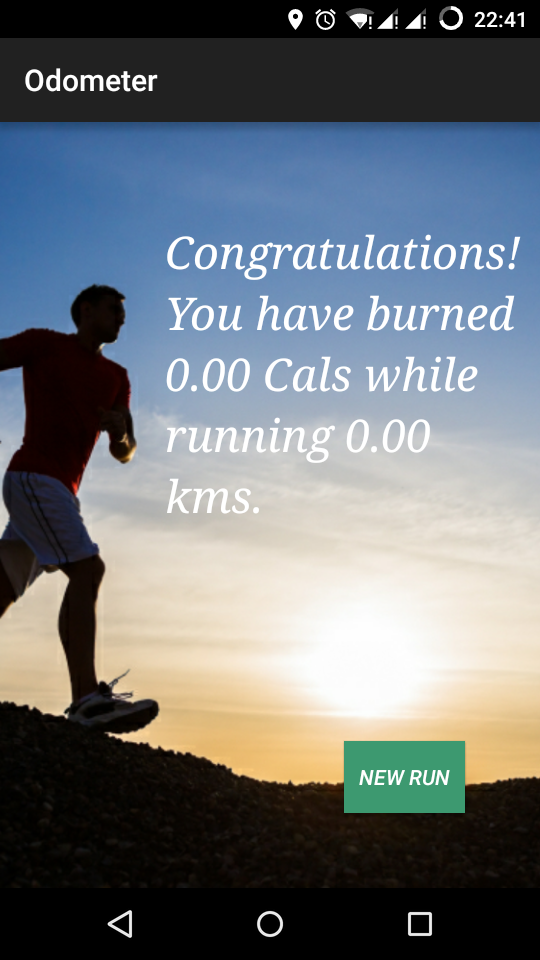 22:41
Odometer
Congratulations!
You have burned
0.00 Cals while
running 0.00
kms.
NEW RUN